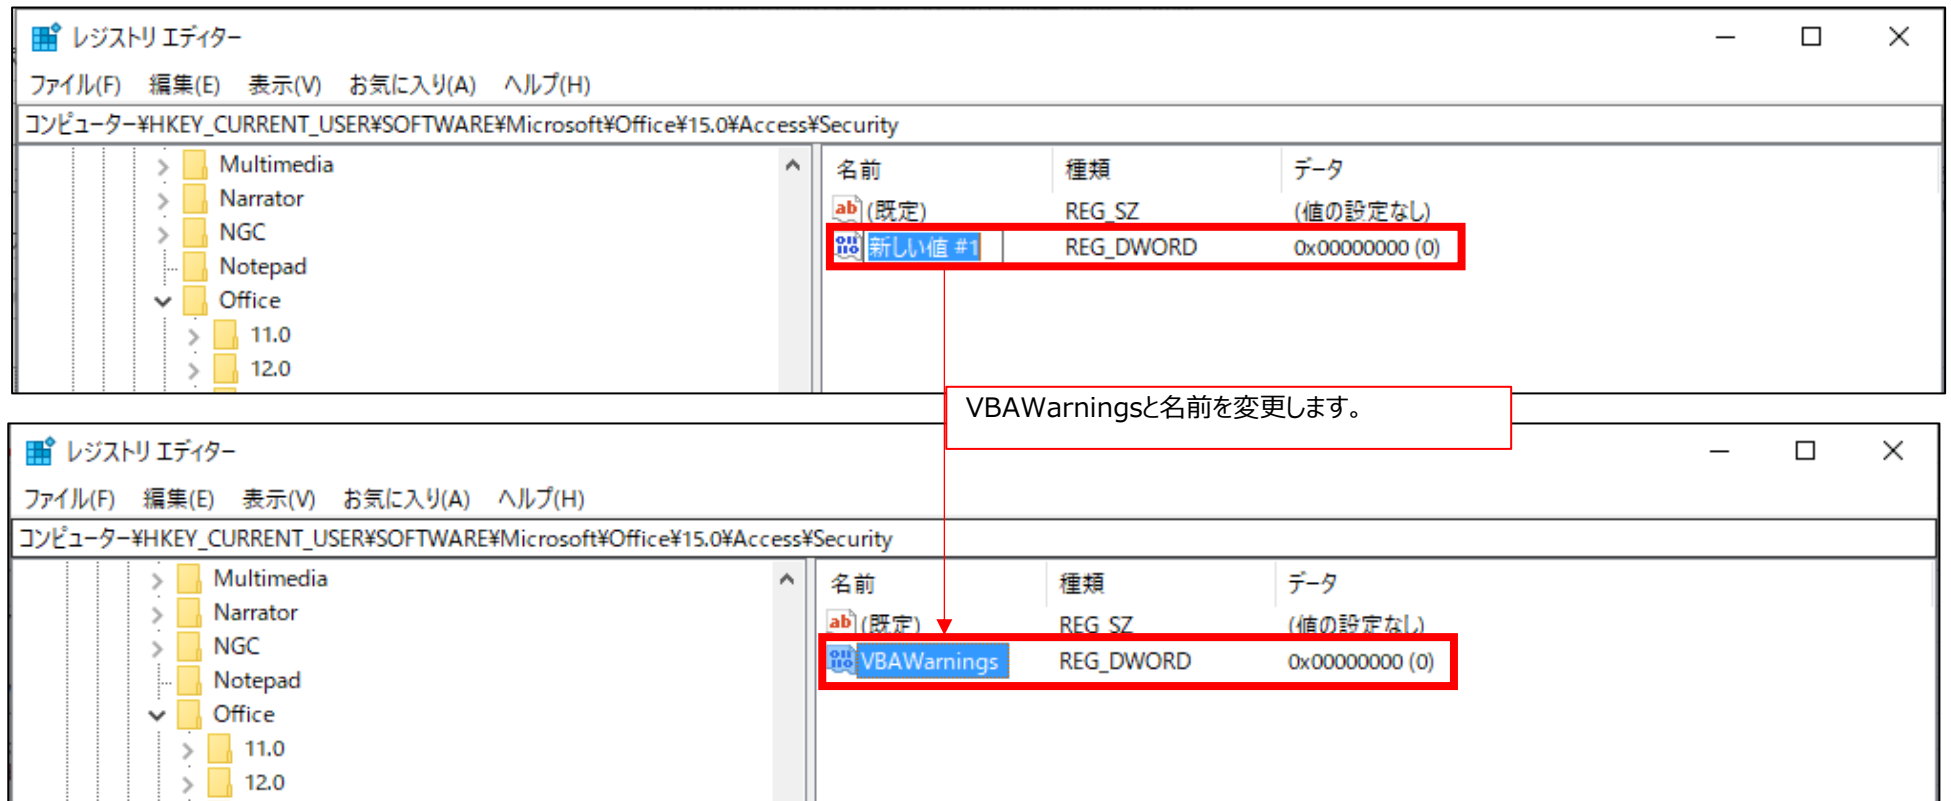 レジストリ エディター
ファイル(F) 編集(E) 表示(V) お気に入り(A) ヘルプ(H)
コンピューター¥HKEY_CURRENT_USER¥SOFTWARE¥Microsoft¥Office¥15.0¥Access¥Security
Multimedia
Narrator
NGC
Notepad
Office
11.0
12.0
名前 種類 データ
(既定) REG_SZ (値の設定なし)
新しい値 #1 REG_DWORD 0x00000000 (0)
VBAWarningsと名前を変更します。
レジストリ エディター
ファイル(F) 編集(E) 表示(V) お気に入り(A) ヘルプ(H)
コンピューター¥HKEY_CURRENT_USER¥SOFTWARE¥Microsoft¥Office¥15.0¥Access¥Security
Multimedia
Narrator
NGC
Notepad
Office
11.0
12.0
名前 種類 データ
(既定) REG_SZ (値の設定なし)
VBAWarnings REG_DWORD 0x00000000 (0)